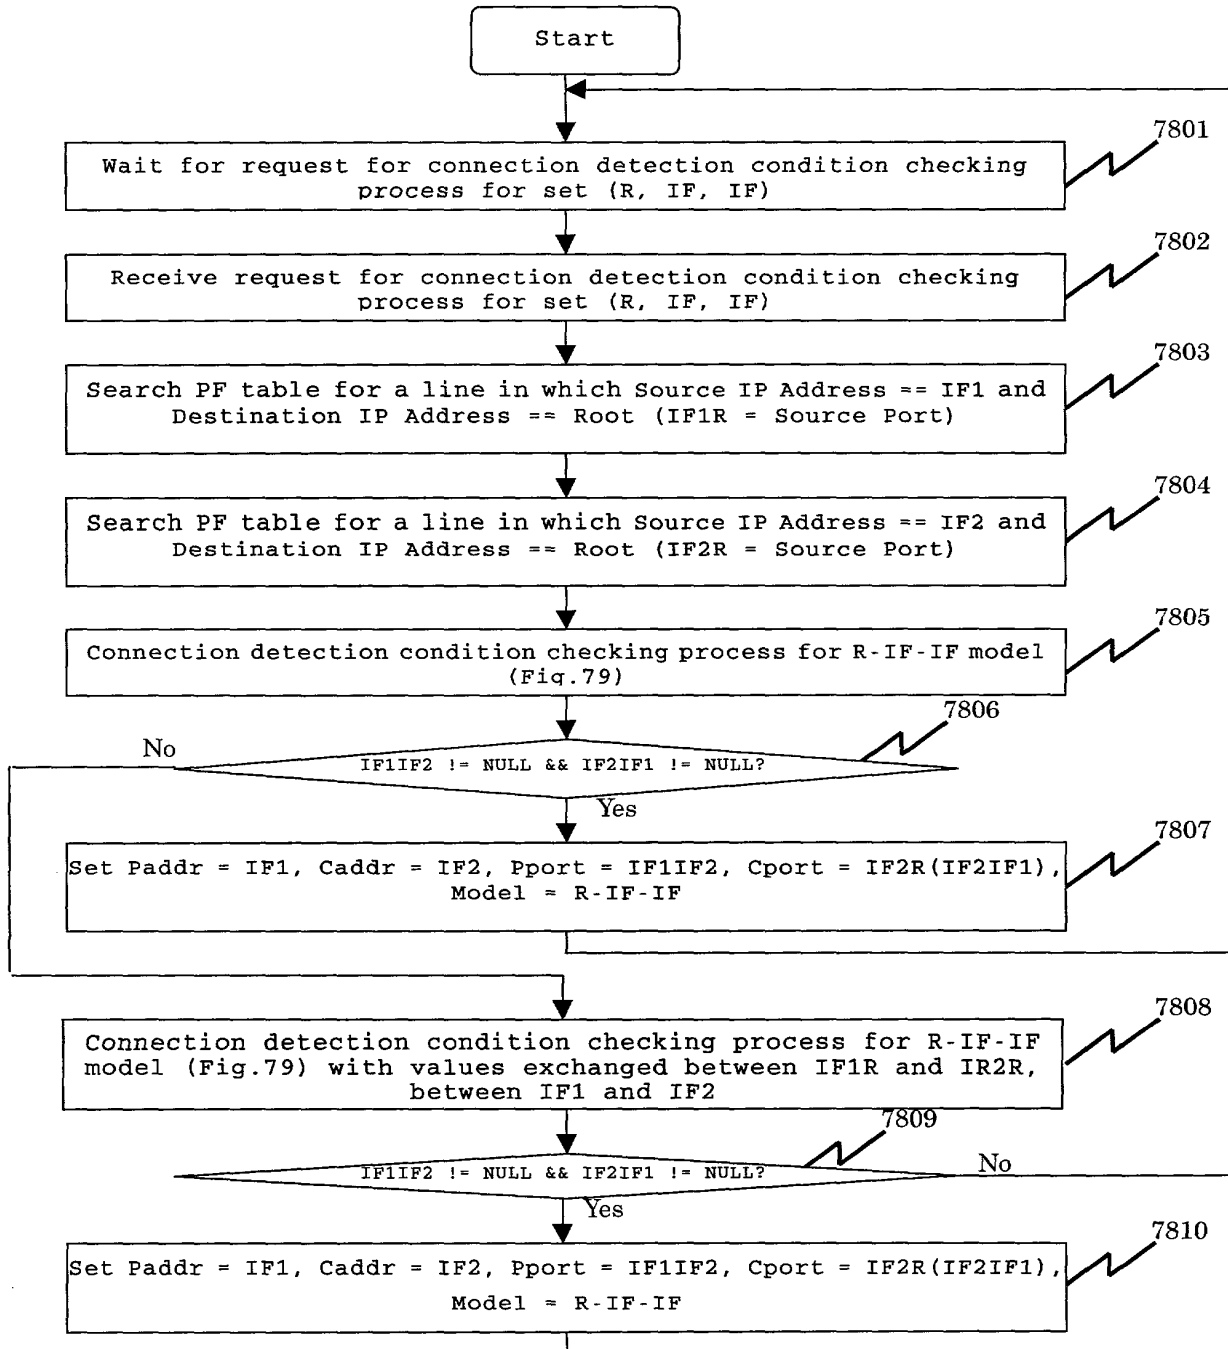 Start
7801
Wait for request for connection detection condition checking
process for set (R, IF, IF)
7802
Receive request for connection detection condition checking
process for set (R, IF, IF)
7803
Search PF table for a line in which Source IP Address == IF1 and
Destination IP Address == Root (IF1R = Source Port)
7804
Search PF table for a line in which Source IP Address == IF2 and
Destination IP Address == Root (IF2R = Source Port)
7805
Connection detection condition checking process for R-IF-IF model
(Fig.79)
7806
No
IF1IF2 != NULL && IF2IF1 != NULL?
Yes
7807
Set Paddr = IF1, Caddr = IF2, Pport = IF1IF2, Cport = IF2R(IF2IF1),
Model = R-IF-IF
7808
Connection detection condition checking process for R-IF-IF
model (Fig.79) with values exchanged between IF1R and IR2R,
between IF1 and IF2
7809
IF1IF2 != NULL && IF2IF1 != NULL?
No
Yes
7810
Set Paddr = IF1, Caddr = IF2, Pport = IF1IF2, Cport = IF2R(IF2IF1),
Model = R-IF-IF